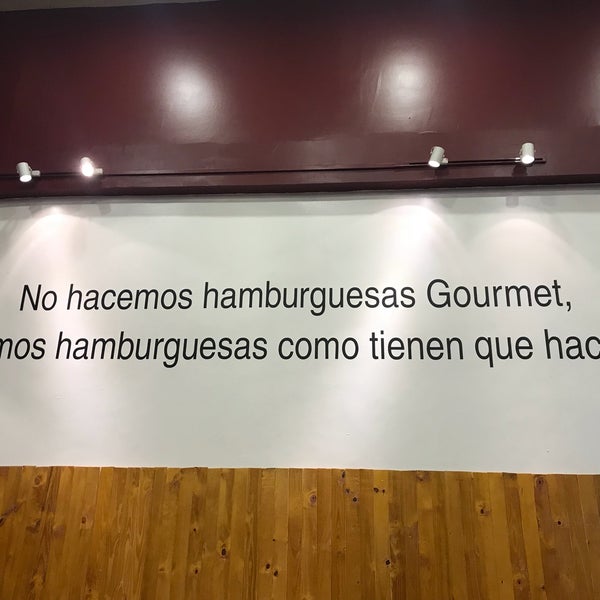 No hacemos hamburguesas Gourmet,
mos hamburguesas como tienen que hac